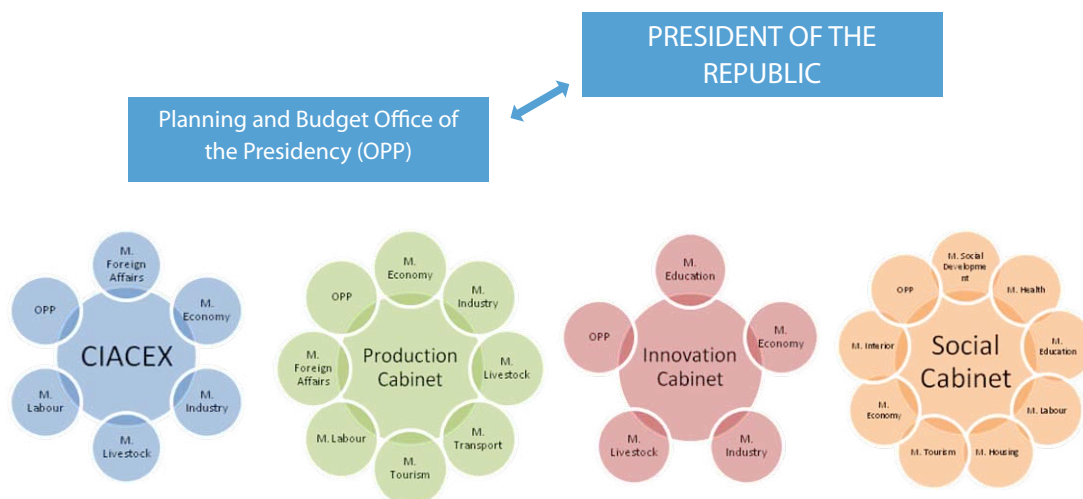 PRESIDENT OF THE
REPUBLIC
Planning and Budget Office of
the Presidency (OPP)
M.
Foreign
Affairs
OPP
M.
Economy
CIACEX
M.
Labour
M.
Industry
M.
Livestock
M.
Economy
OPP
M.
Industry
M.
Foreign
Affairs
Production
Cabinet
M.
Livestock
M. Labour
M.
Transport
M.
Tourism
M.
Education
OPP
M.
Economy
Innovation
Cabinet
M.
Livestock
M.
Industry
M. Social
Developme
nt
OPP
M. Health
M. Interior
Social
Cabinet
M.
Education
M.
Economy
M. Labour
M. Tourism
M. Housing